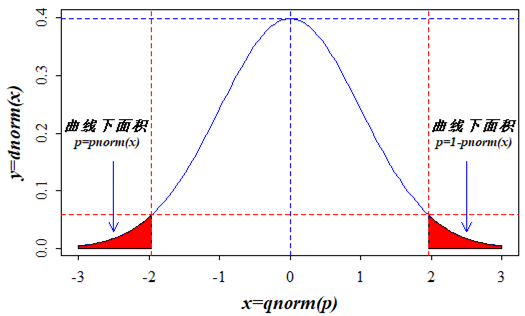 0.4
0.3
0.2
0.1
0.0
y=dnorm(x)
曲线下面积
p=pnorm(x)
曲线下面积
p=1-pnorm(x)
-3 -2 -1 0 1 2 3
x=qnorm(p)